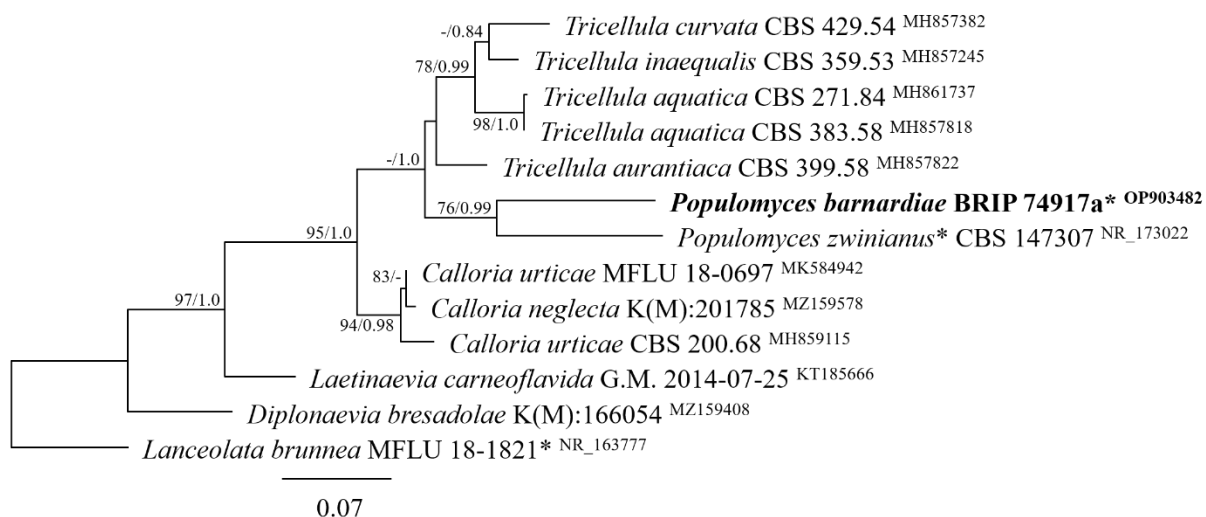 Tricellula curvata CBS 429.54 MH857382
-/0.84
Tricellula inaequalis CBS 359.53 MH857245
78/0.99
Tricellula aquatica CBS 271.84 MH861737
98/1.0
Tricellula aquatica CBS 383.58 MH857818
-/1.0
Tricellula aurantiaca CBS 399.58 MH857822
Populomyces barnardiae BRIP 74917a* OP903482
76/0.99
Populomyces zwinianus* CBS 147307 NR_173022
95/1.0
Calloria urticae MFLU 18-0697 MK584942
83/-
Calloria neglecta K(M):201785 MZ159578
97/1.0
94/0.98
Calloria urticae CBS 200.68 MH859115
Laetinaevia carneoflavida G.M. 2014-07-25 KT185666
Diplonaevia bresadolae K(M):166054 MZ159408
Lanceolata brunnea MFLU 18-1821* NR_163777
0.07